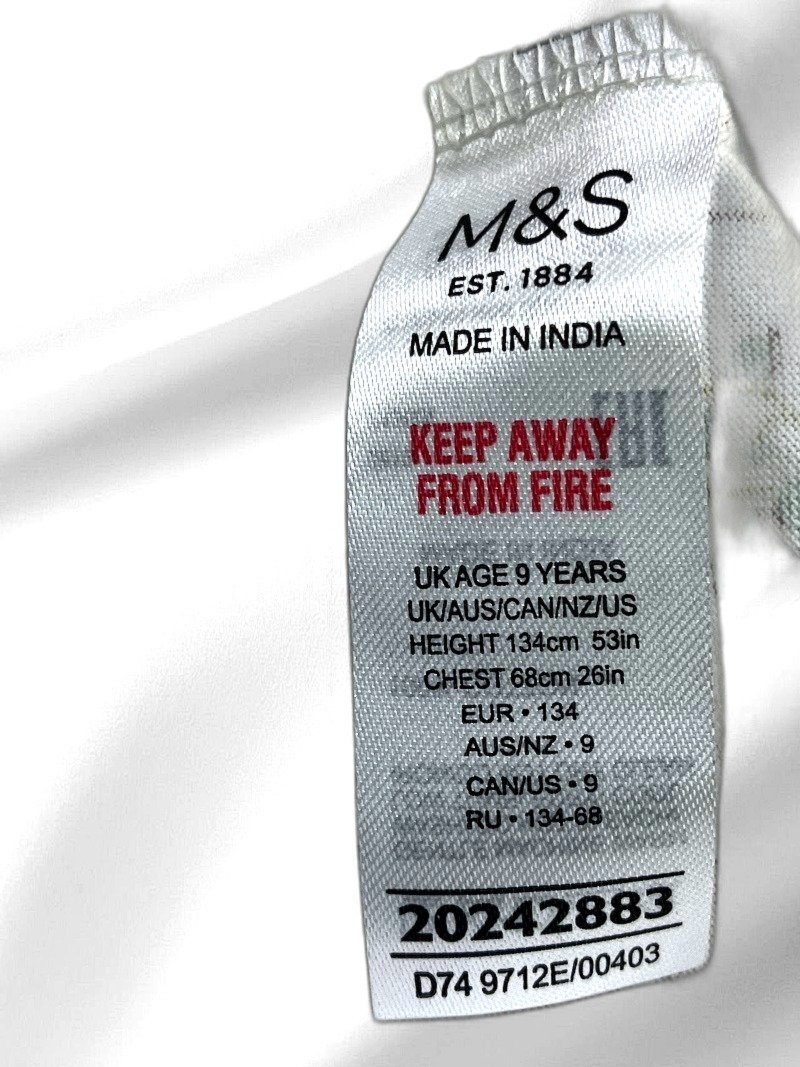 M&S
EST. 1884
MADE IN INDIA
KEEP AWAY
FROM FIRE
UK AGE 9 YEARS
UK/AUS/CAN/NZ/US
HEIGHT 134cm 53in
CHEST 68cm 26in
EUR • 134
AUS/NZ • 9
CAN/US • 9
RU • 134-68
20242883
D74 9712E/00403